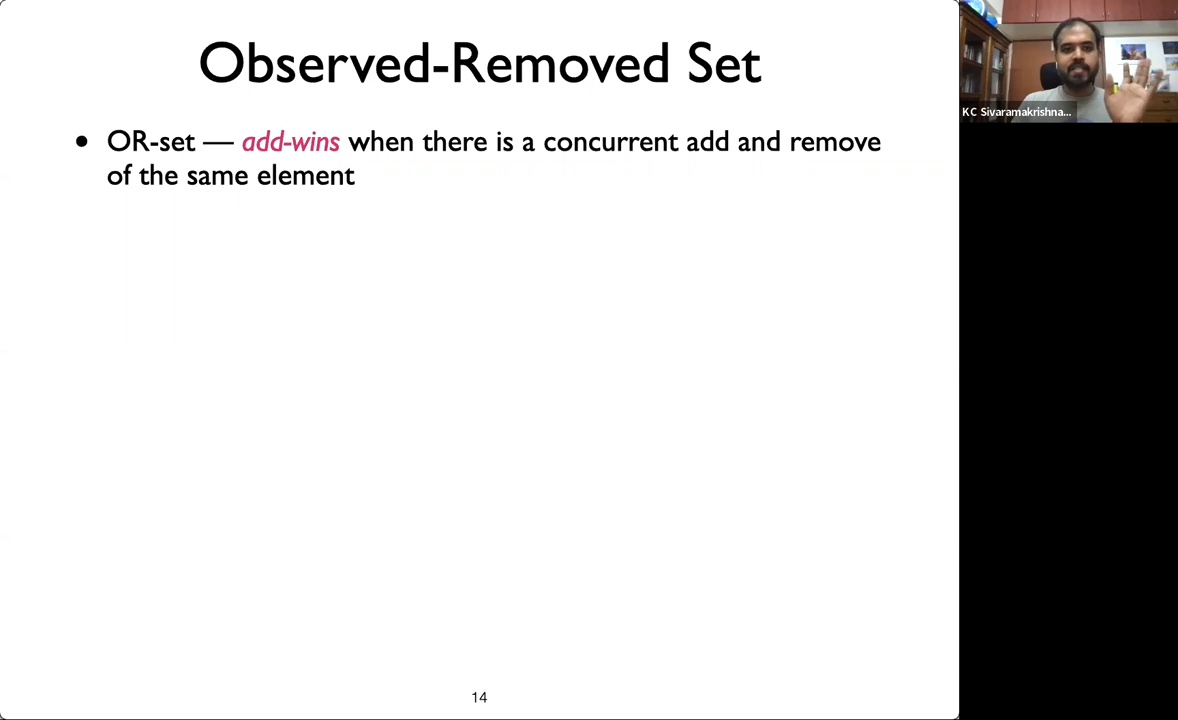 Observed-Removed Set
• OR-set — add-wins when there is a concurrent add and remove
of the same element
14
KC Sivaramakrishna...